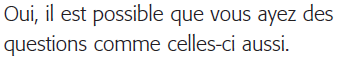 Oui, il est possible que vous ayez des
questions comme celles-ci aussi.